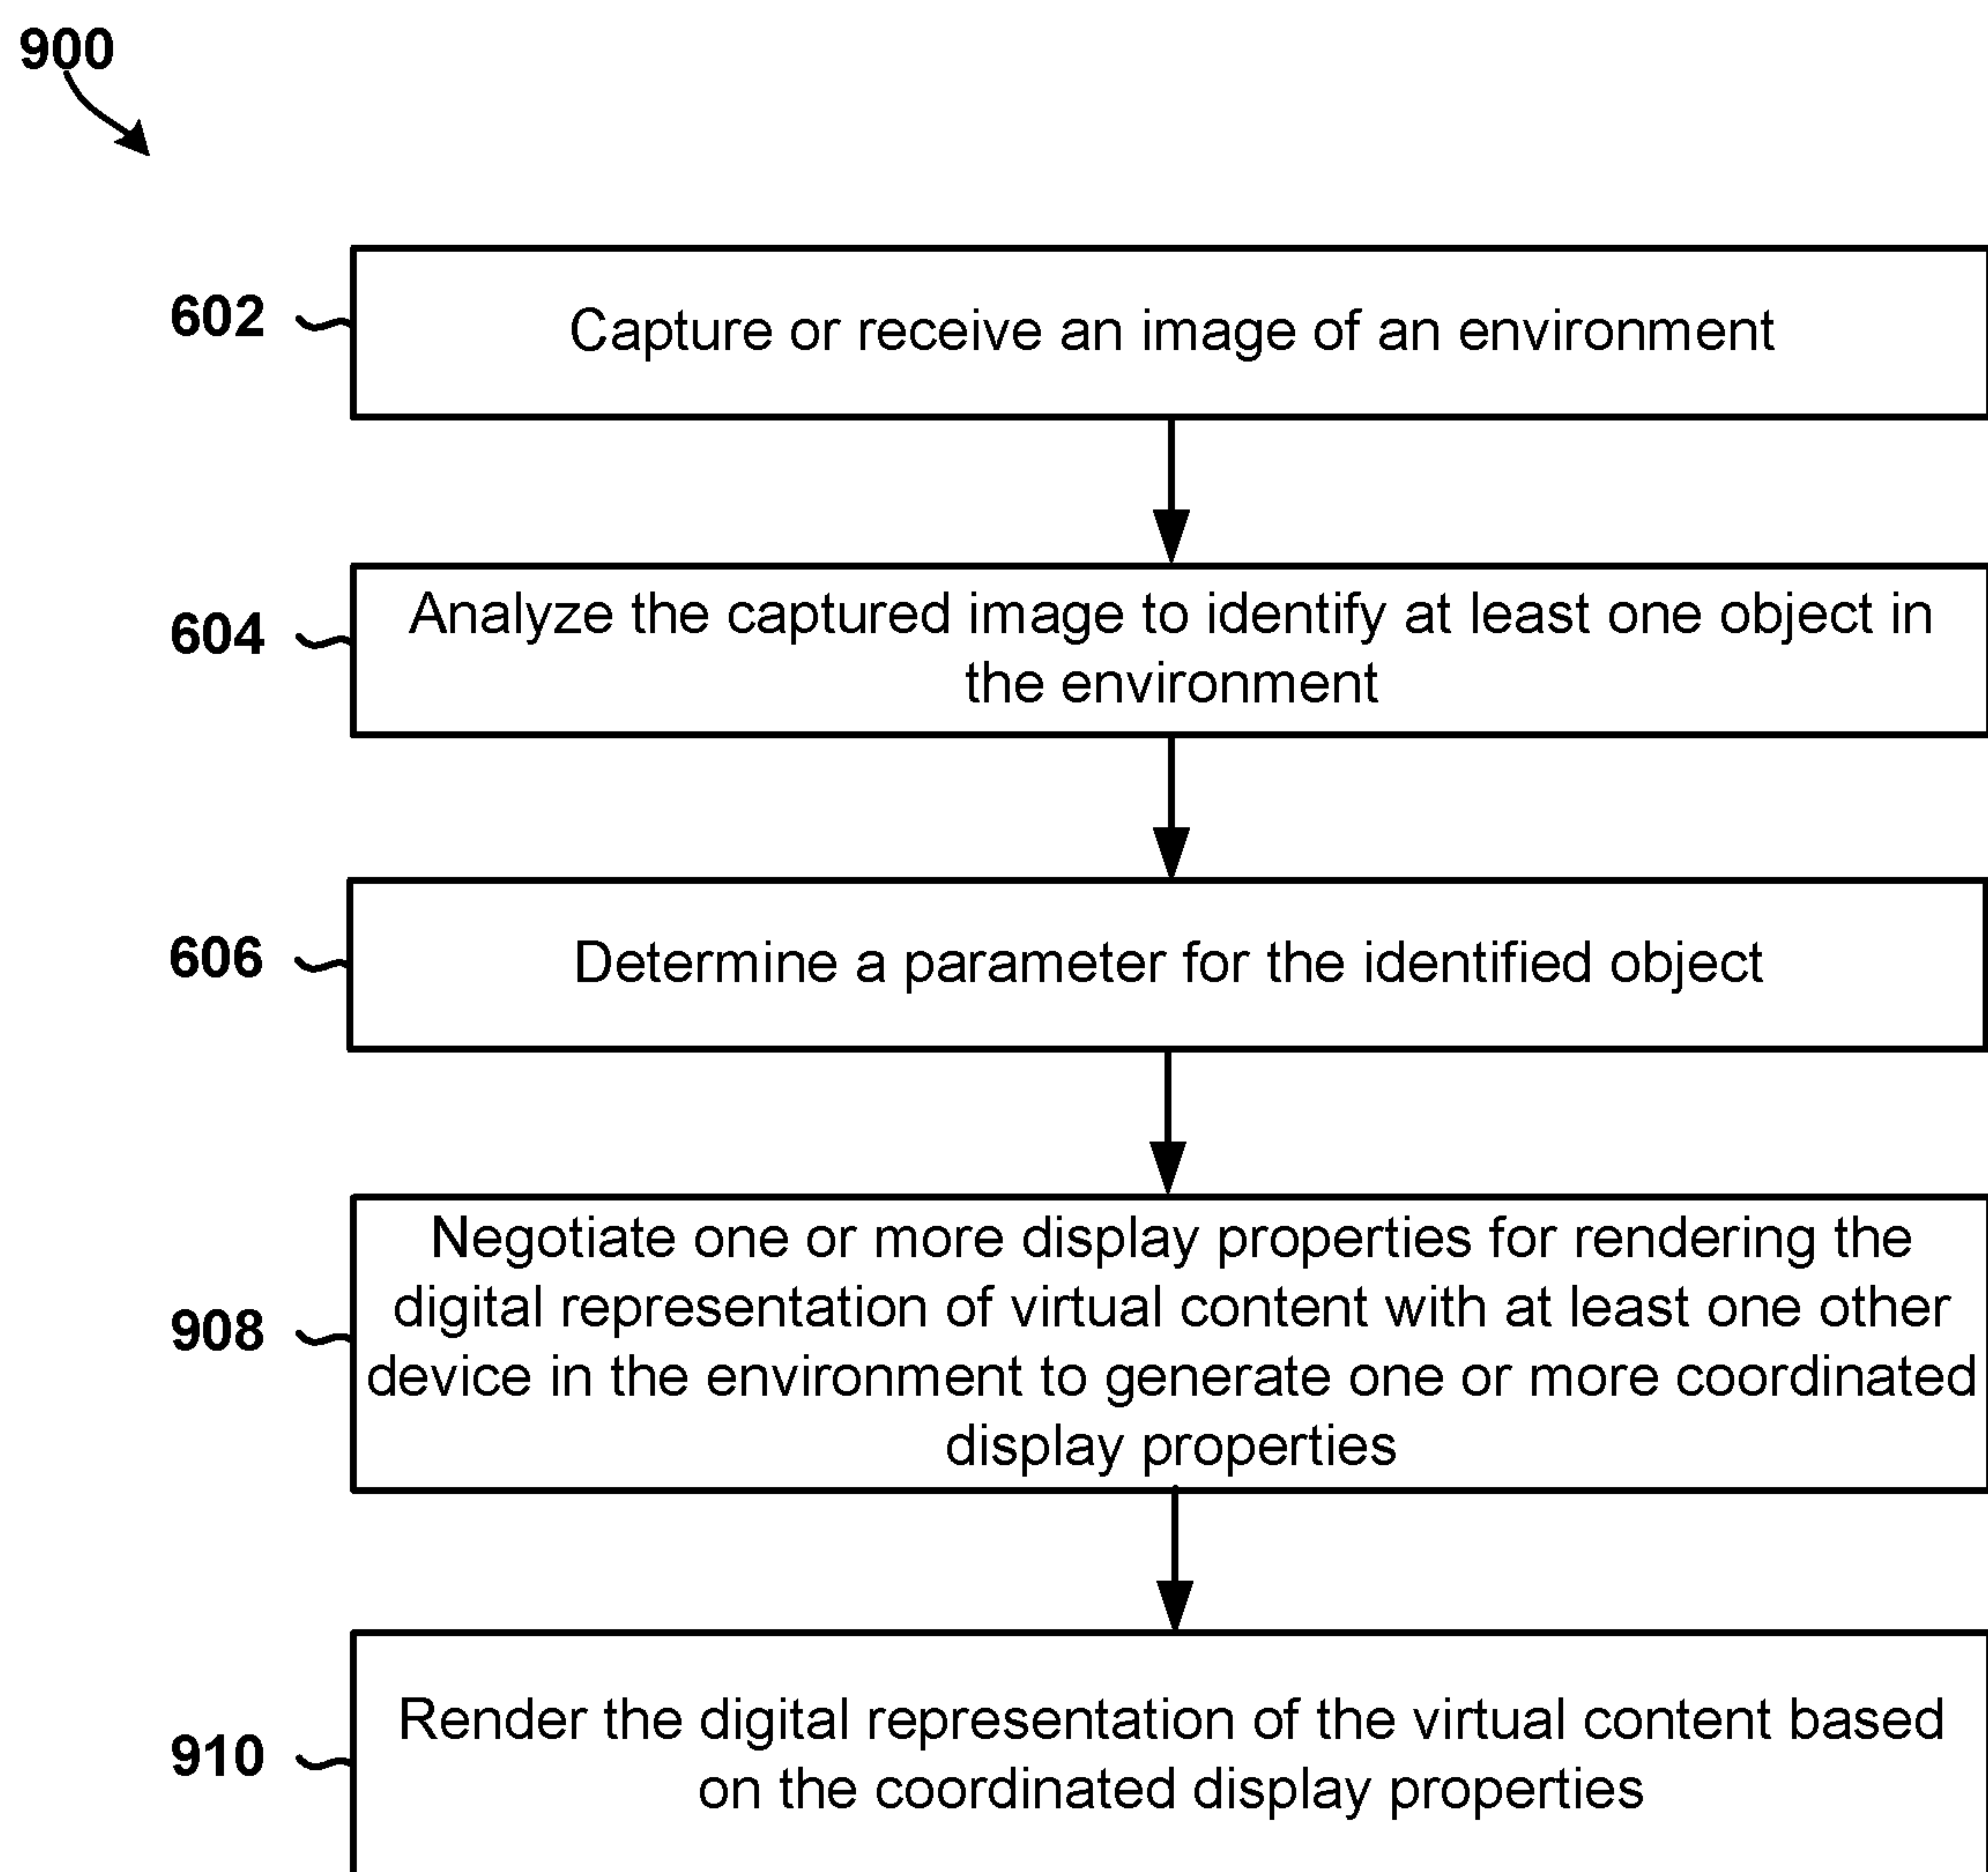 900
602
Capture or receive an image of an environment
604
Analyze the captured image to identify at least one object in
the environment
606
Determine a parameter for the identified object
908
Negotiate one or more display properties for rendering the
digital representation of virtual content with at least one other
device in the environment to generate one or more coordinated
display properties
910
Render the digital representation of the virtual content based
on the coordinated display properties